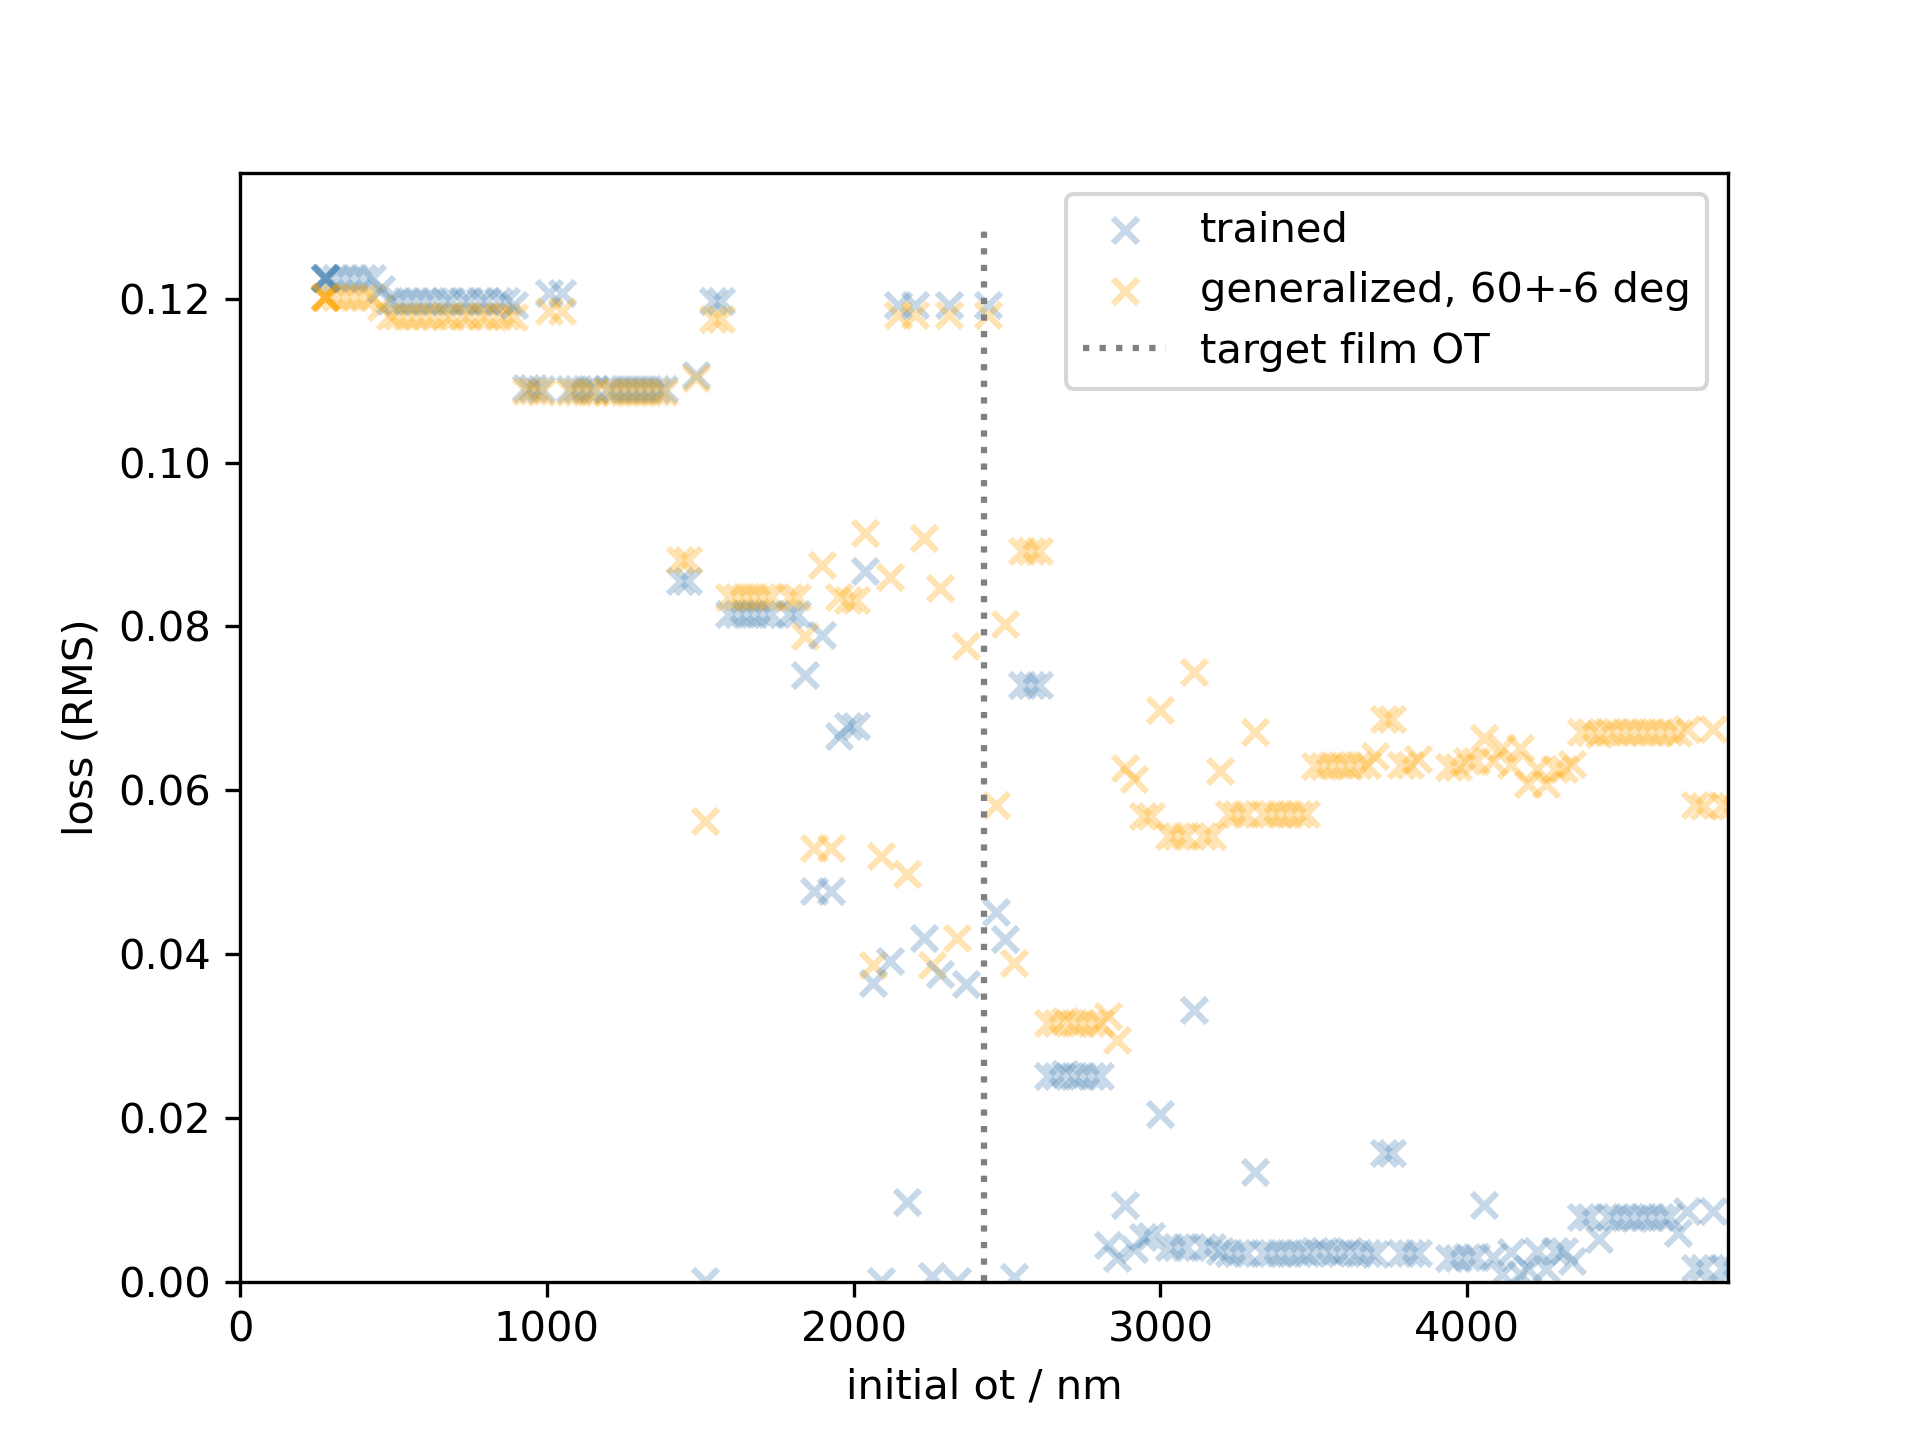 trained
generalized, 60+-6 deg
target film OT
0.12
0.10
0.08
0.06
0.04
0.02
0.00
loss (RMS)
0
1000
2000
3000
4000
initial ot / nm